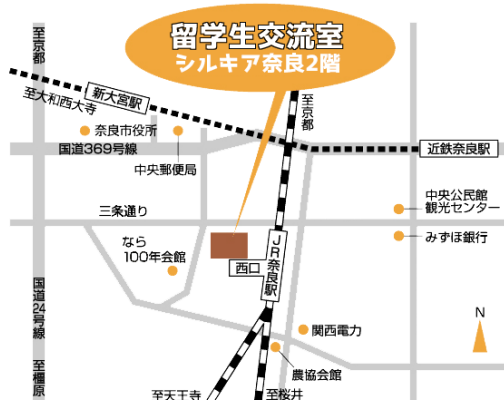 留学生交流室
シルキア奈良2階
至京都
至京都
新大宮駅
至大和西大寺
奈良市役所
国道369号線
中央郵便局
近鉄奈良駅
中央公民館
観光センター
三条通り
みずほ銀行
なら
100年会館
西口
JR奈良駅
国道24号線
N
関西電力
農協会館
至橿原
至天王寺
至桜井